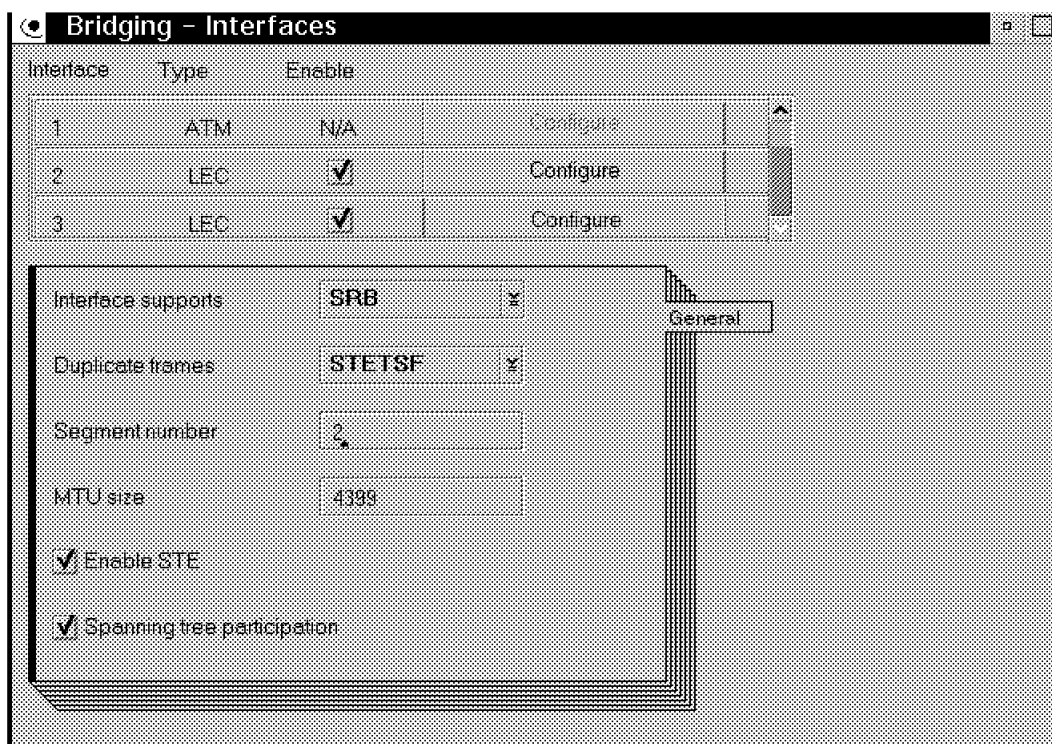 Bridging - Interfaces
Interface Type Enable
1 ATM N/A Configure
2 LEC Configure
3 LEC Configure
Interface supports SRB
General
Duplicate frames STETSF
Segment number 2
MTU size 4399
Enable STE
Spanning tree participation